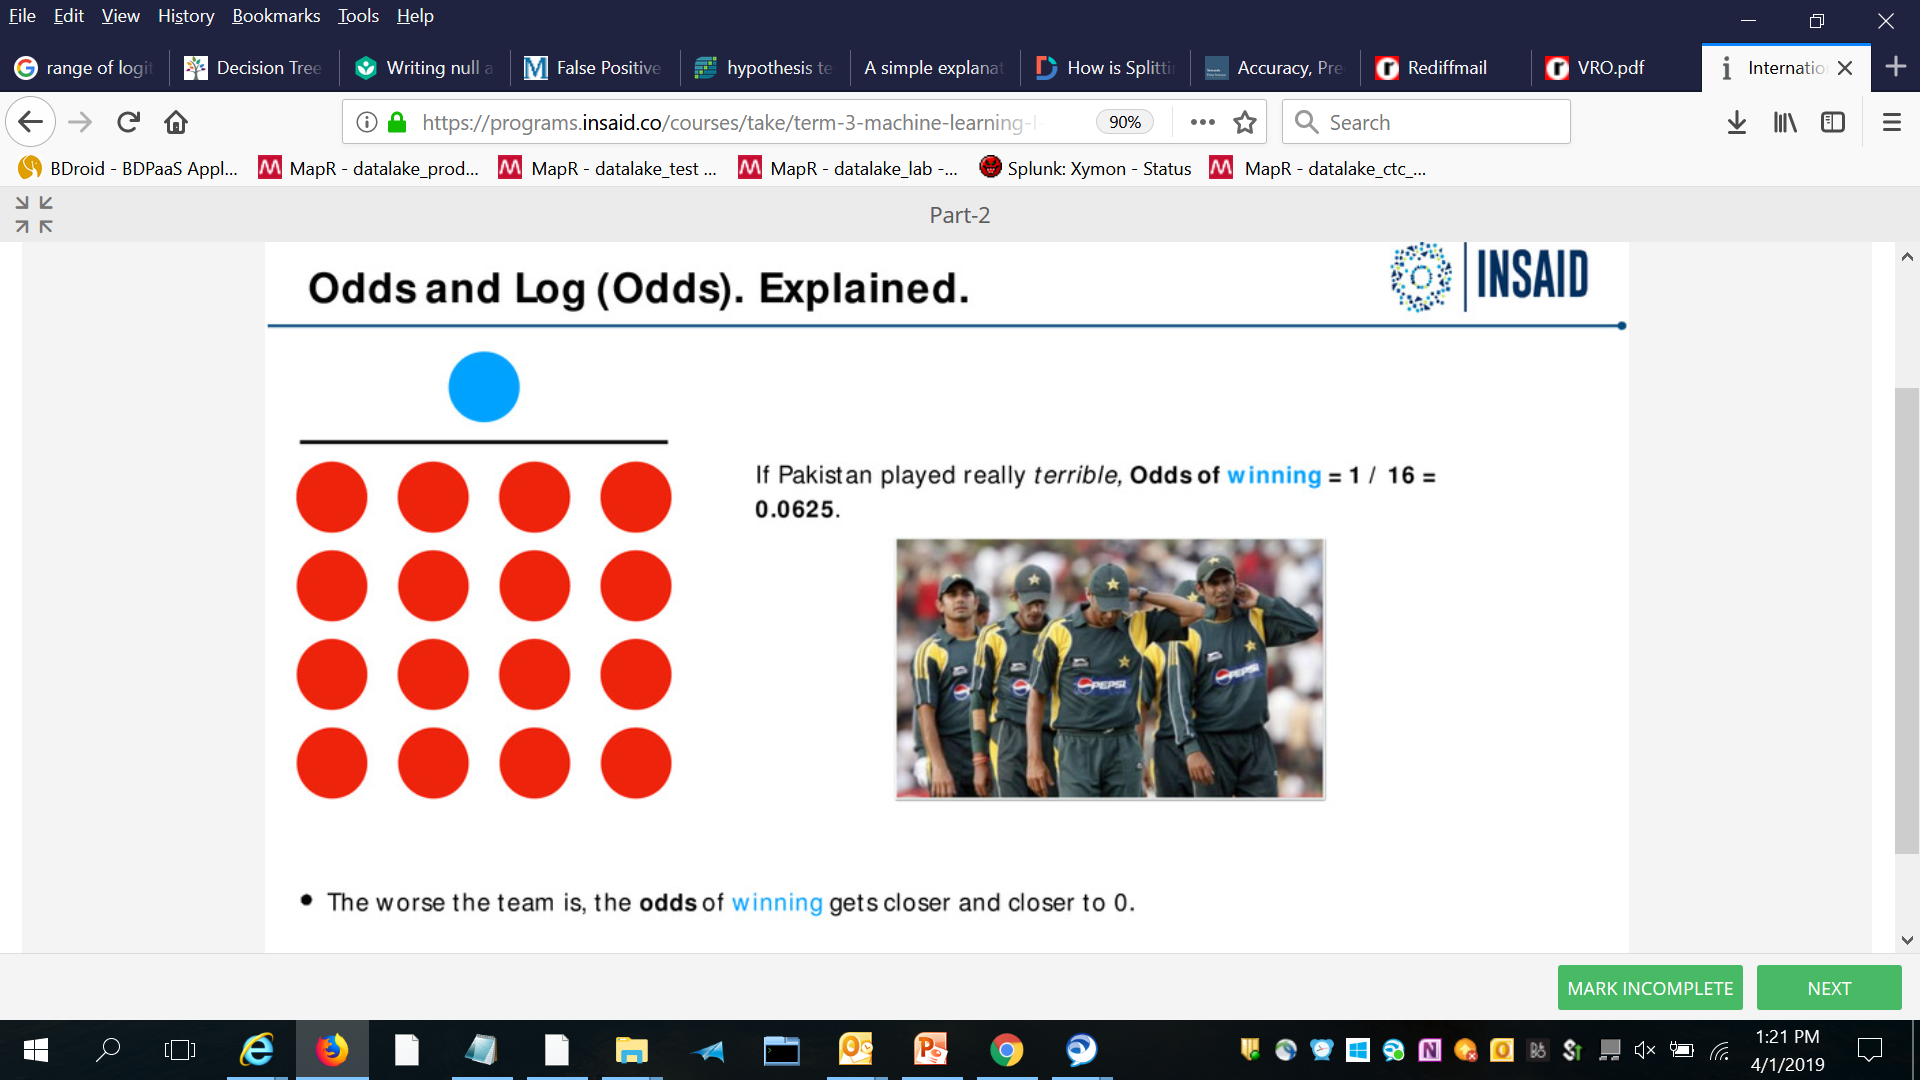 File Edit View History Bookmarks Tools Help
range of logit
Decision Tree
Writing null a
False Positive
hypothesis te
A simple explanat
How is Splitti
Accuracy, Pre
Rediffmail
VRO.pdf
Internatio
https://programs.insaid.co/courses/take/term-3-machine-learning-l
90%
Search
BDroid - BDPaaS Appl...
MapR - datalake_prod...
MapR - datalake_test ...
MapR - datalake_lab -...
Splunk: Xymon - Status
MapR - datalake_ctc_...
Part-2
Odds and Log (Odds). Explained.
INSAID
If Pakistan played really terrible, Odds of winning = 1 / 16 =
0.0625.
PEPSI
PEPSI
• The worse the team is, the odds of winning gets closer and closer to 0.
MARK INCOMPLETE
NEXT
1:21 PM
4/1/2019